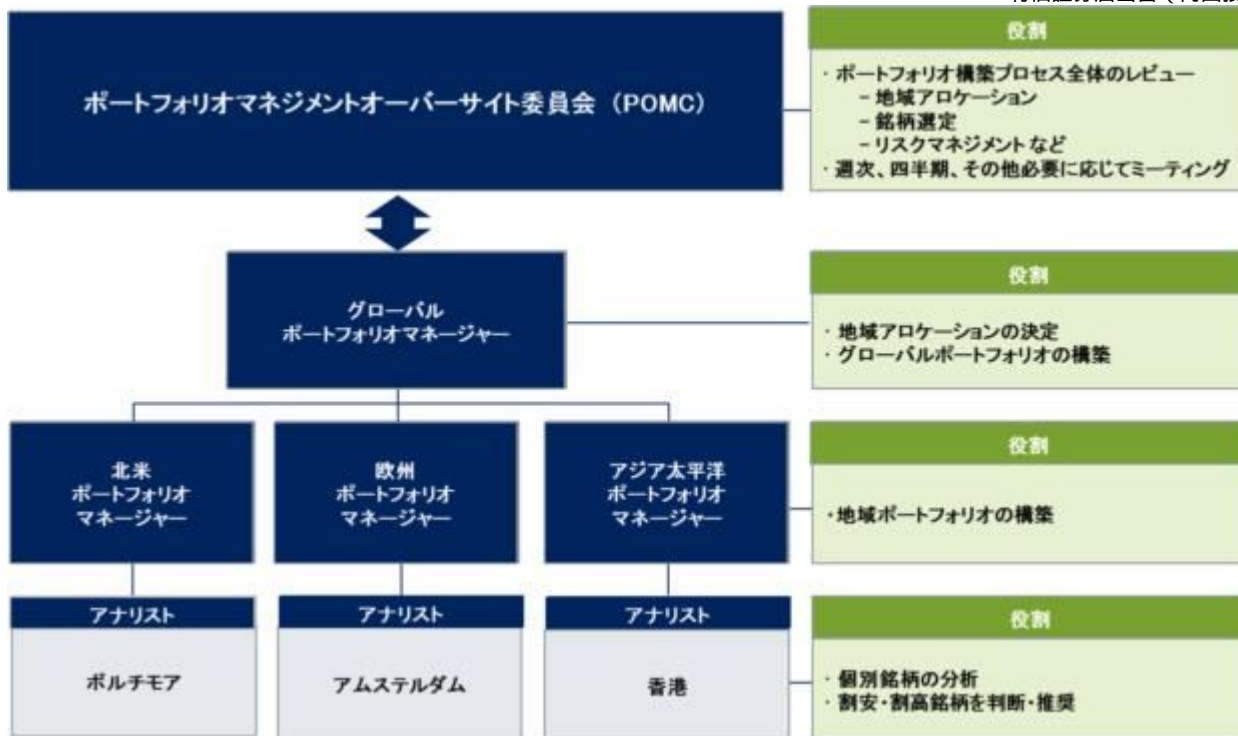 役割
ポートフォリオマネジメントオーバーサイト委員会（POMC）
・ポートフォリオ構築プロセス全体のレビュー
－地域アロケーション
－銘柄選定
－リスクマネジメントなど
・週次、四半期、その他必要に応じてミーティング
グローバル
ポートフォリオマネージャー
役割
・地域アロケーションの決定
・グローバルポートフォリオの構築
北米
ポートフォリオ
マネージャー
欧州
ポートフォリオ
マネージャー
アジア太平洋
ポートフォリオ
マネージャー
役割
・地域ポートフォリオの構築
アナリスト
ボルチモア
アナリスト
アムステルダム
アナリスト
香港
役割
・個別銘柄の分析
・割安・割高銘柄を判断・推奨